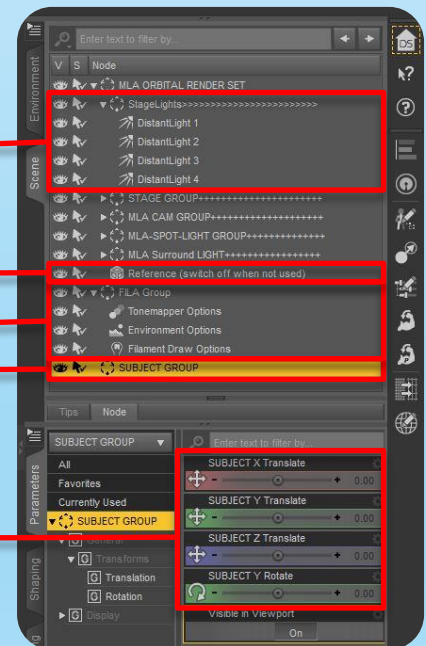 Enter text to filter by...
V S Node
MLA ORBITAL RENDER SET
StageLights>>>>>>>>>>>>>>>>>>>>>>>>
DistantLight 1
DistantLight 2
DistantLight 3
DistantLight 4
STAGE GROUP++++++++++++++++++++++
MLA CAM GROUP++++++++++++++++++++
MLA-SPOT-LIGHT GROUP++++++++++++++
MLA Surround LIGHT+++++++++++++++++
Reference (switch off when not used)
FILA Group
Tonemapper Options
Environment Options
Filament Draw Options
SUBJECT GROUP
Environment
Scene
DS
Tips Node
SUBJECT GROUP
Enter text to filter by...
All
Favorites
Currently Used
SUBJECT GROUP
G General
G Transforms
G Translation
G Rotation
G Display
SUBJECT X Translate
- + 0.00
SUBJECT Y Translate
- + 0.00
SUBJECT Z Translate
- + 0.00
SUBJECT Y Rotate
- + 0.00
Visible in Viewport
On
Parameters
Shaping